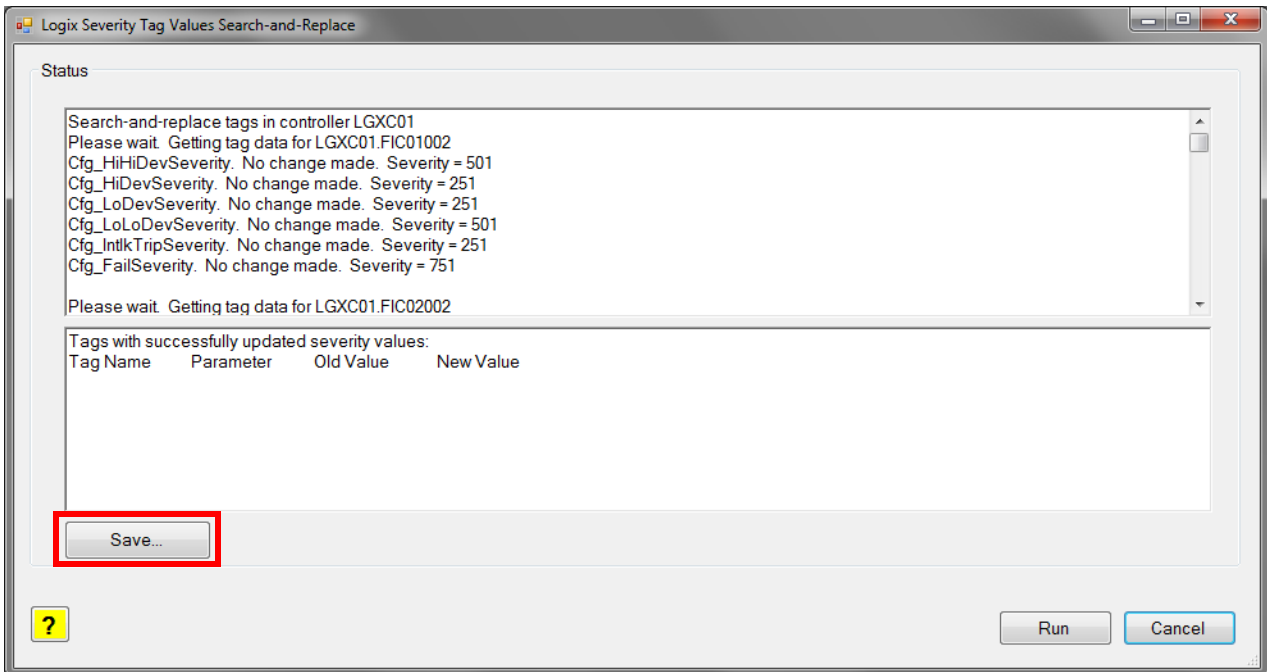 Logix Severity Tag Values Search-and-Replace
Status
Search-and-replace tags in controller LGXC01
Please wait.  Getting tag data for LGXC01.FIC01002
Cfg_HiHiDevSeverity.  No change made.  Severity = 501
Cfg_HiDevSeverity.  No change made.  Severity = 251
Cfg_LoDevSeverity.  No change made.  Severity = 251
Cfg_LoLoDevSeverity.  No change made.  Severity = 501
Cfg_IntlkTripSeverity.  No change made.  Severity = 251
Cfg_FailSeverity.  No change made.  Severity = 751
Please wait.  Getting tag data for LGXC01.FIC02002
Tags with successfully updated severity values:
Tag Name Parameter Old Value New Value
Save...
?
Run Cancel